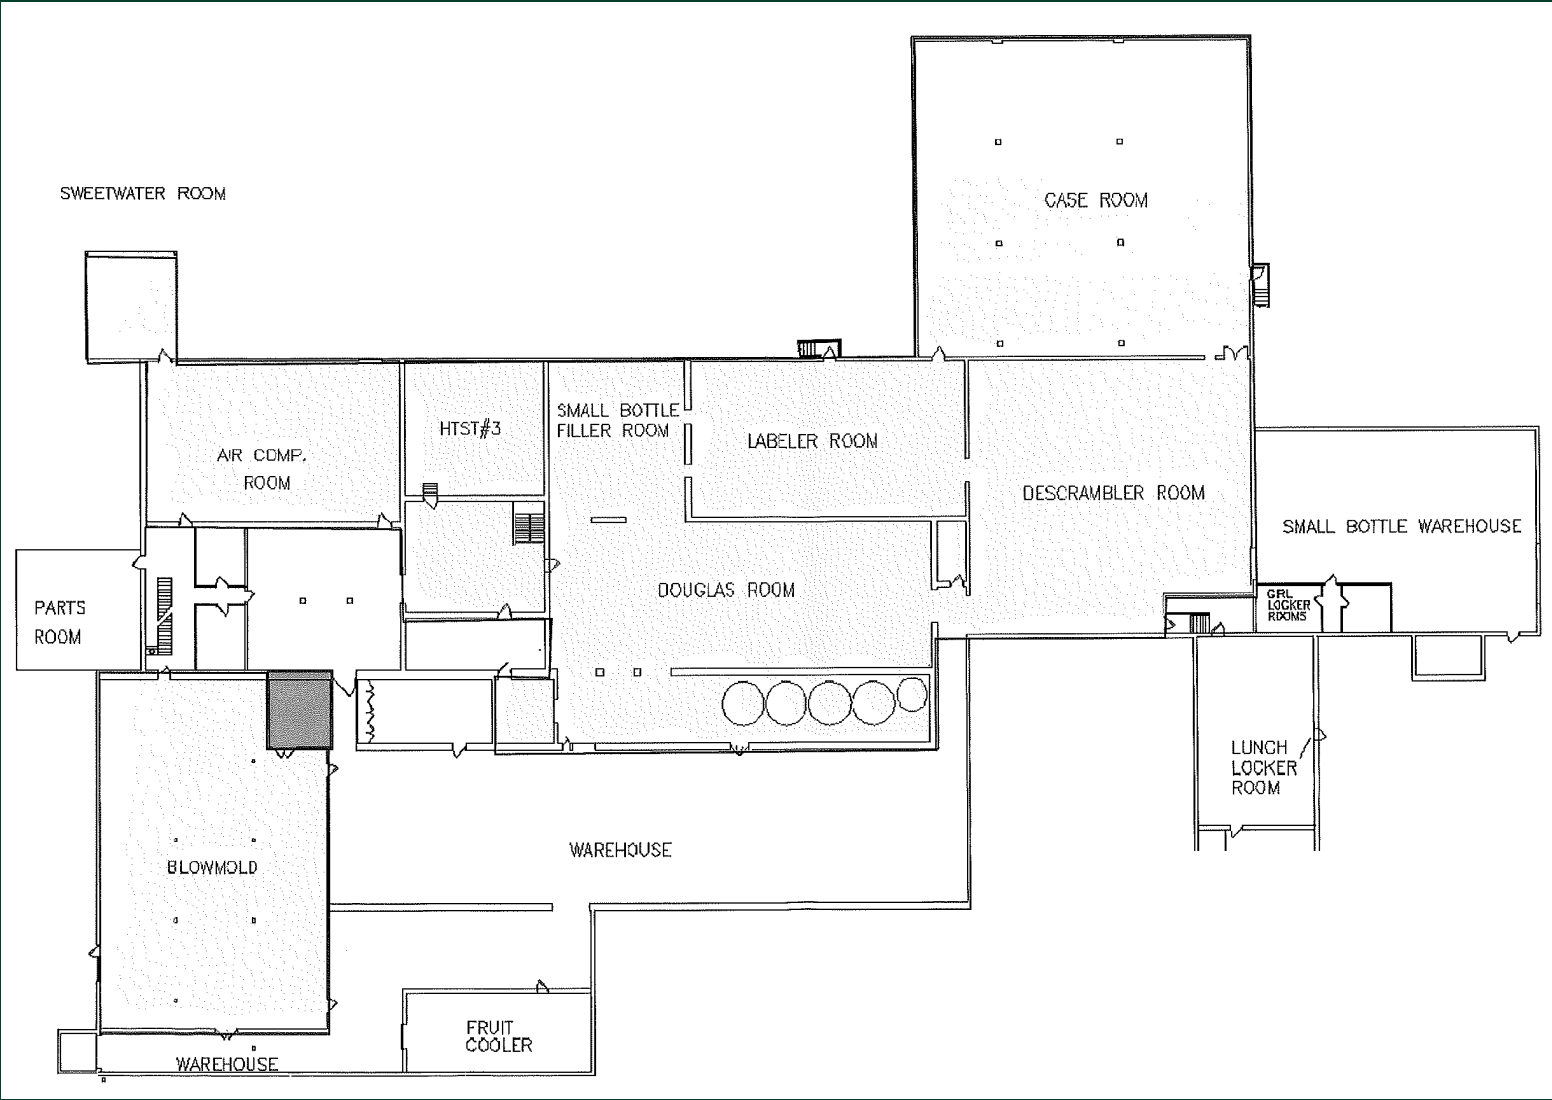 SWEETWATER ROOM
CASE ROOM
SMALL BOTTLE
FILLER ROOM
HTST#3
LABELER ROOM
AIR COMP.
ROOM
DESCRAMBLER ROOM
SMALL BOTTLE WAREHOUSE
DOUGLAS ROOM
PARTS
ROOM
GIRL
LOCKER
ROOMS
LUNCH
LOCKER
ROOM
WAREHOUSE
BLOWMOLD
FRUIT
COOLER
WAREHOUSE